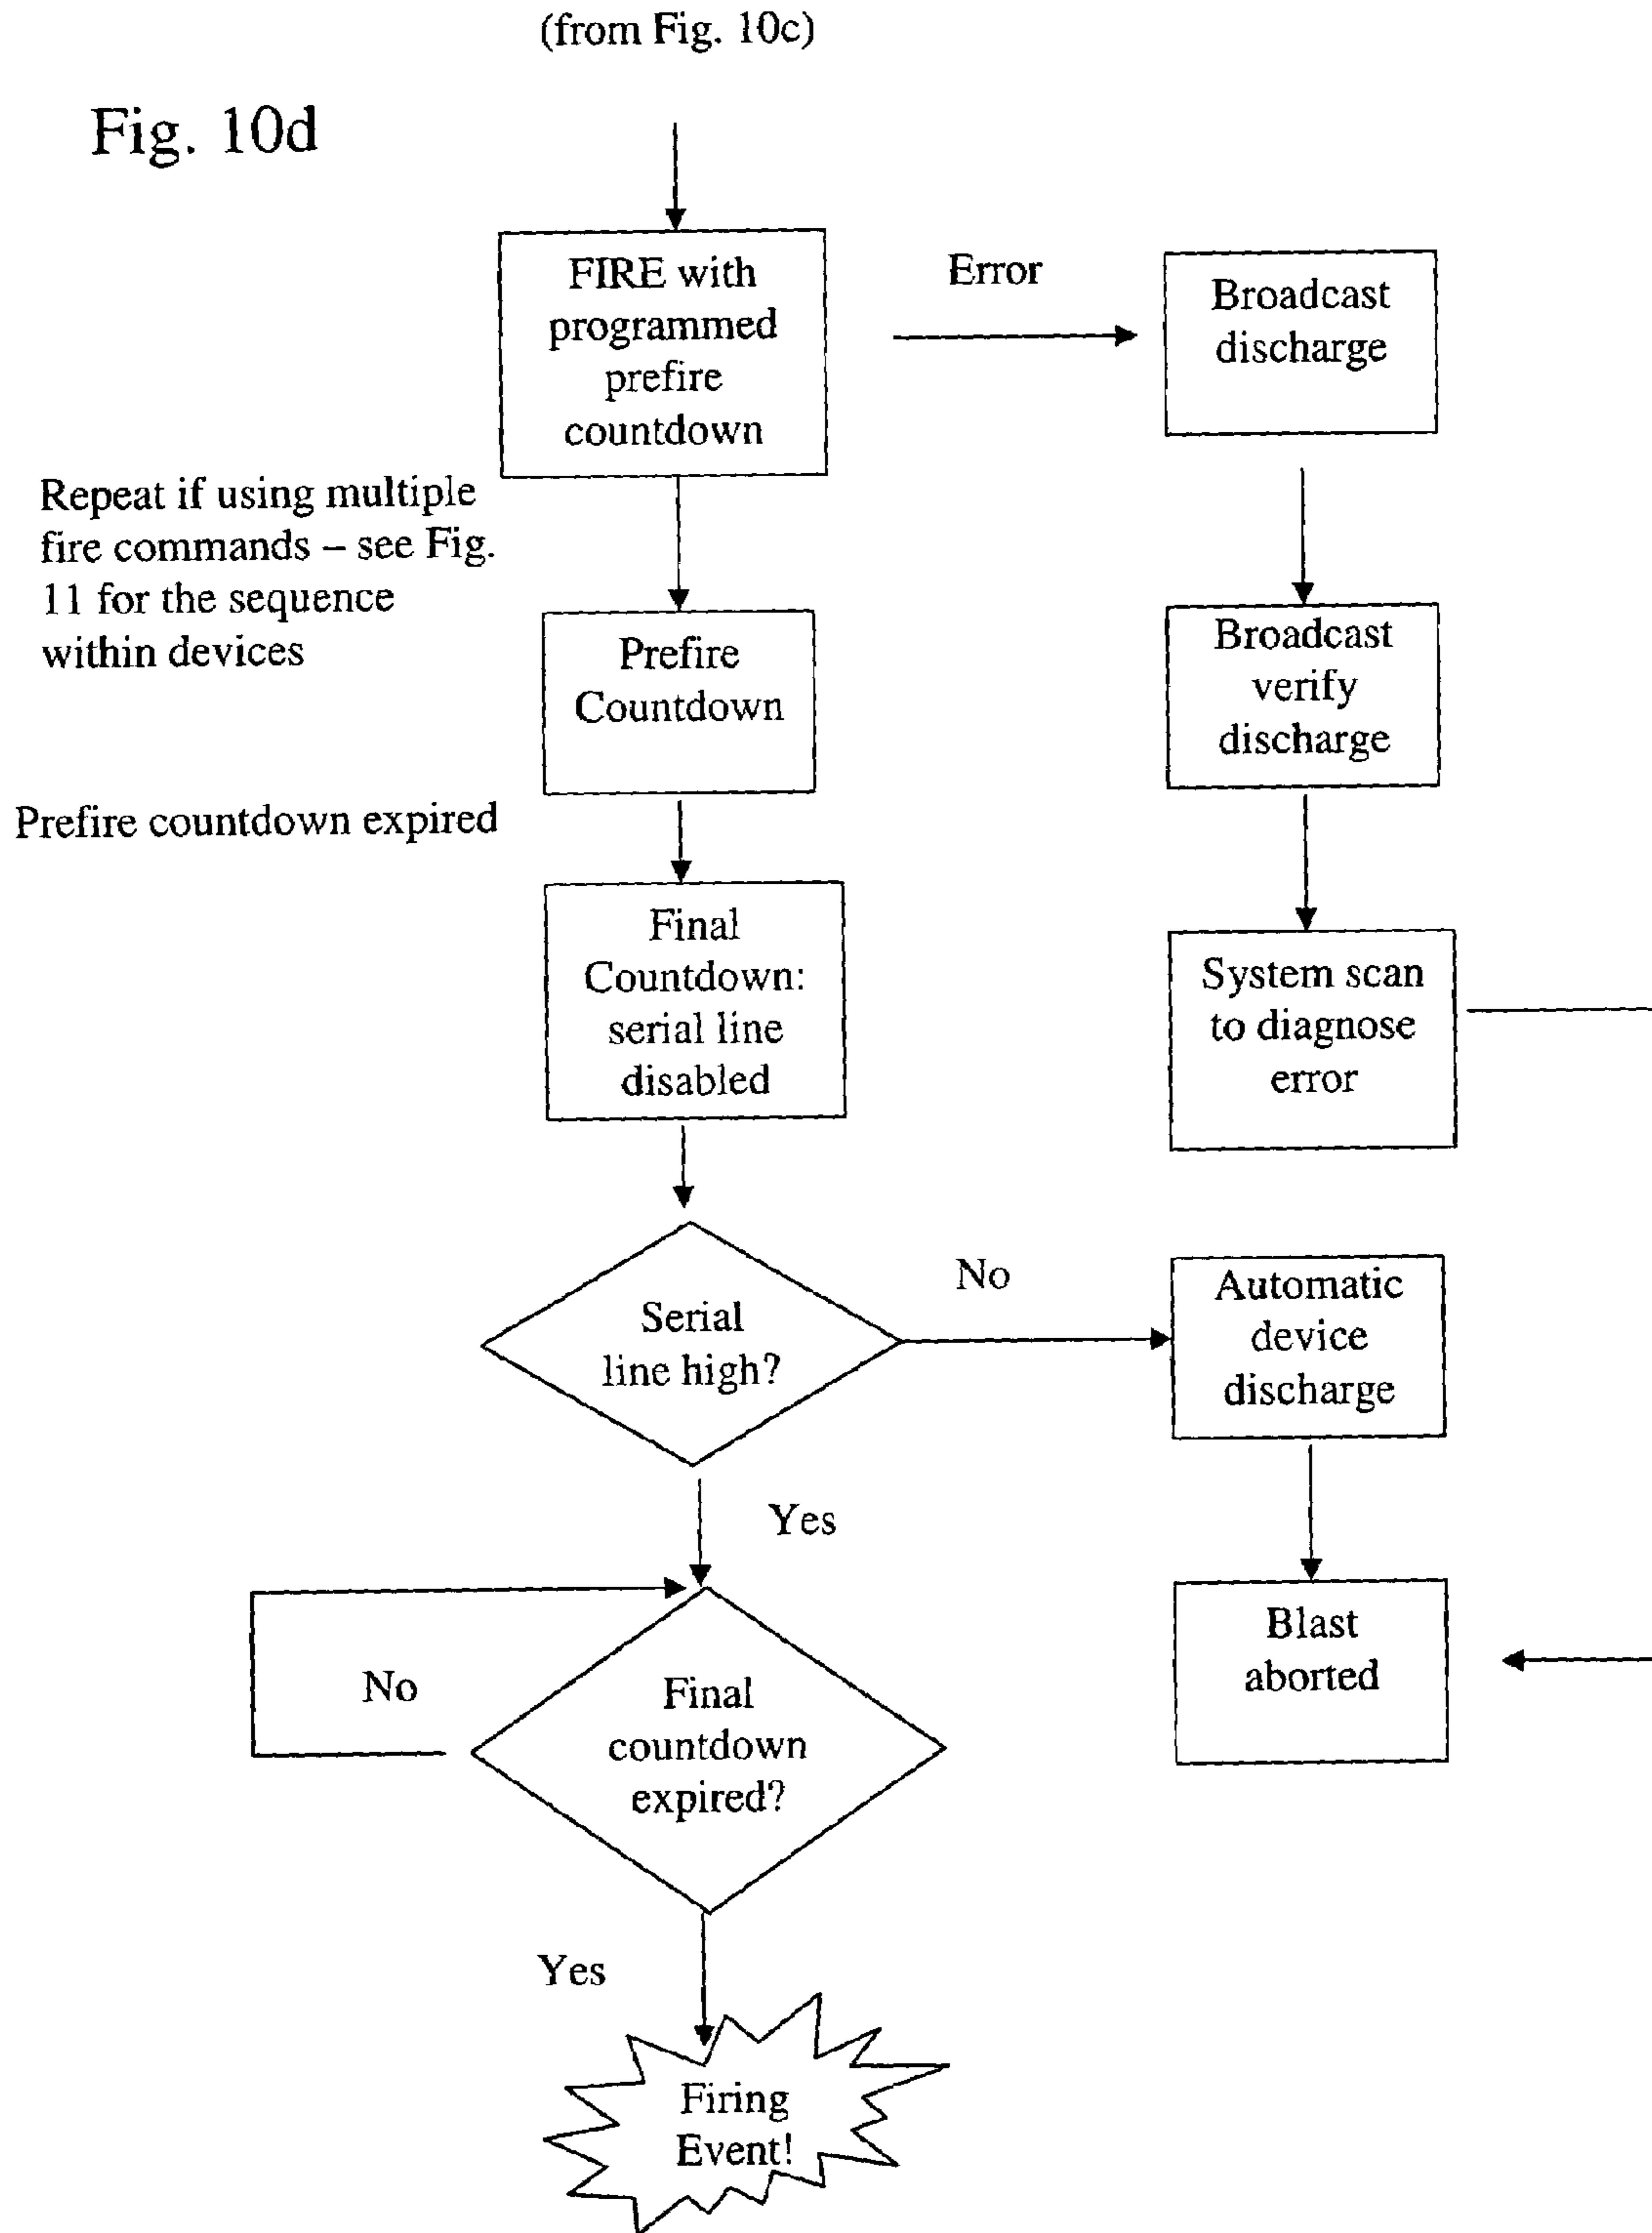 (from Fig. 10c)
Fig. 10d
FIRE with
programmed
prefire
countdown
Error
Broadcast
discharge
Repeat if using multiple
fire commands – see Fig.
11 for the sequence
within devices
Prefire
Countdown
Broadcast
verify
discharge
Prefire countdown expired
Final
Countdown:
serial line
disabled
System scan
to diagnose
error
Serial
line high?
No
Automatic
device
discharge
Yes
Blast
aborted
No
Final
countdown
expired?
Yes
Firing
Event!